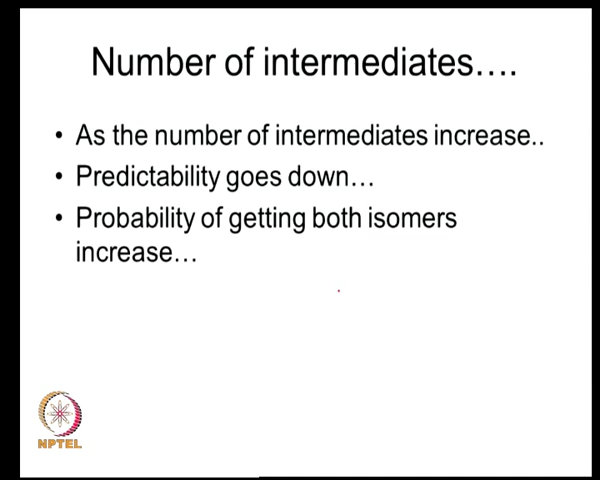 Number of intermediates….
• As the number of intermediates increase..
• Predictability goes down…
• Probability of getting both isomers
increase…
NPTEL